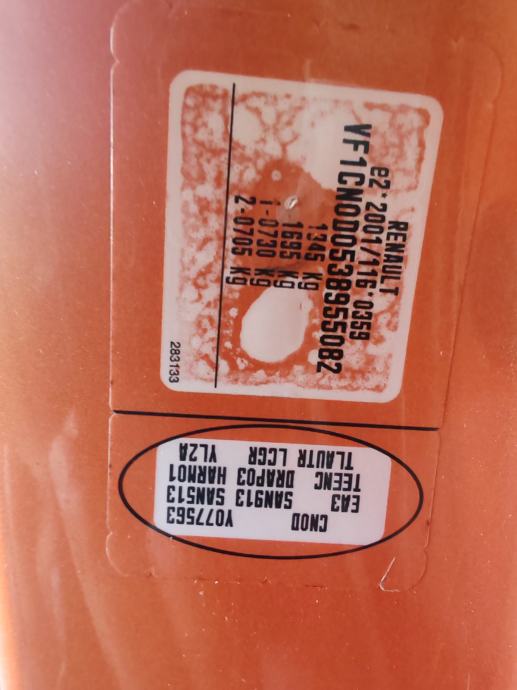 RENAULT
e2*2001/116*0359
VF1CN0D0538955082
1345 Kg
1695 Kg
1- 0730 Kg
2- 0705 Kg
283133
CN0D Y077563
EA3 SAN913 SAN513
TEENC DRAP03 HARM01
TLAUTR LCGR YL2A